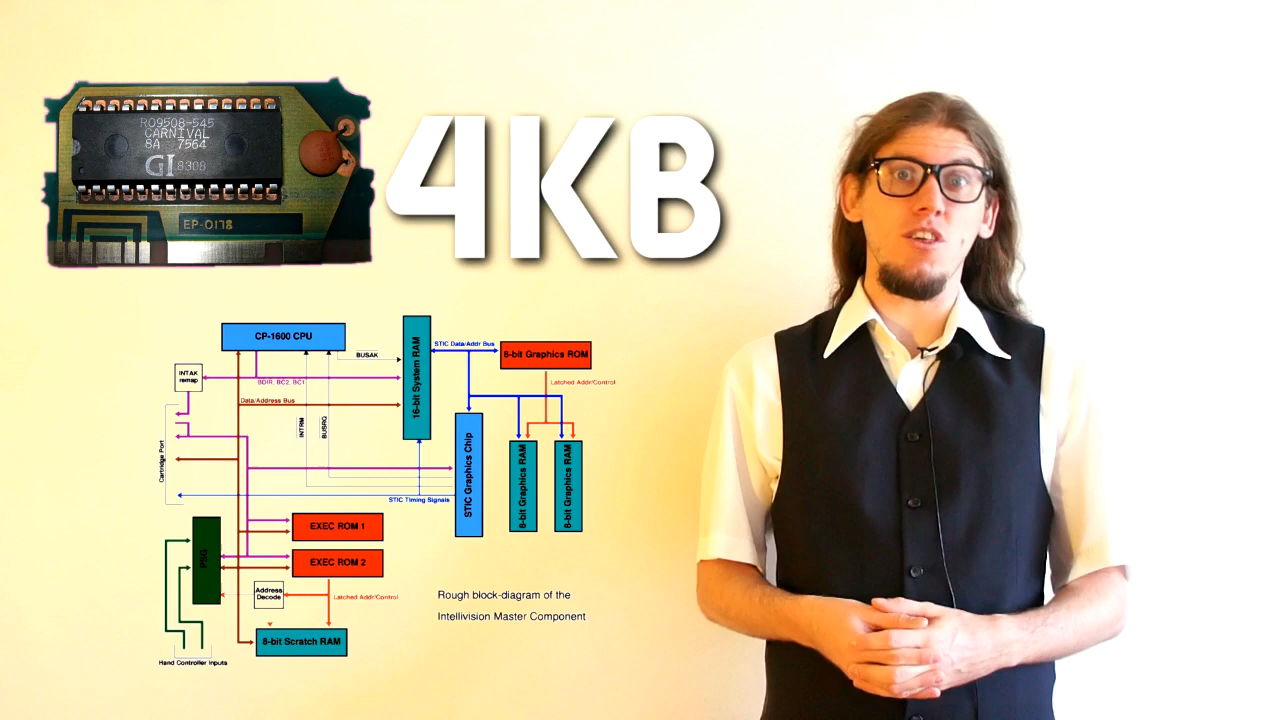 RO9508-545
CARNIVAL
8A 7564
GI 8308
EP-0178
4KB
CP-1600 CPU
BUSAK
16-bit System RAM
STIC Data/Addr Bus
8-bit Graphics ROM
INTAK
remap
BDIR, BC2, BC1
Latched Addr/Control
Data/Address Bus
INTRM
BUSRQ
Cartridge Port
STIC Graphics Chip
8-bit Graphics RAM
8-bit Graphics RAM
STIC Timing Signals
EXEC ROM 1
PSG
EXEC ROM 2
Address
Decode
Latched Addr/Control
Rough block-diagram of the
Intellivision Master Component
8-bit Scratch RAM
Hand Controller Inputs